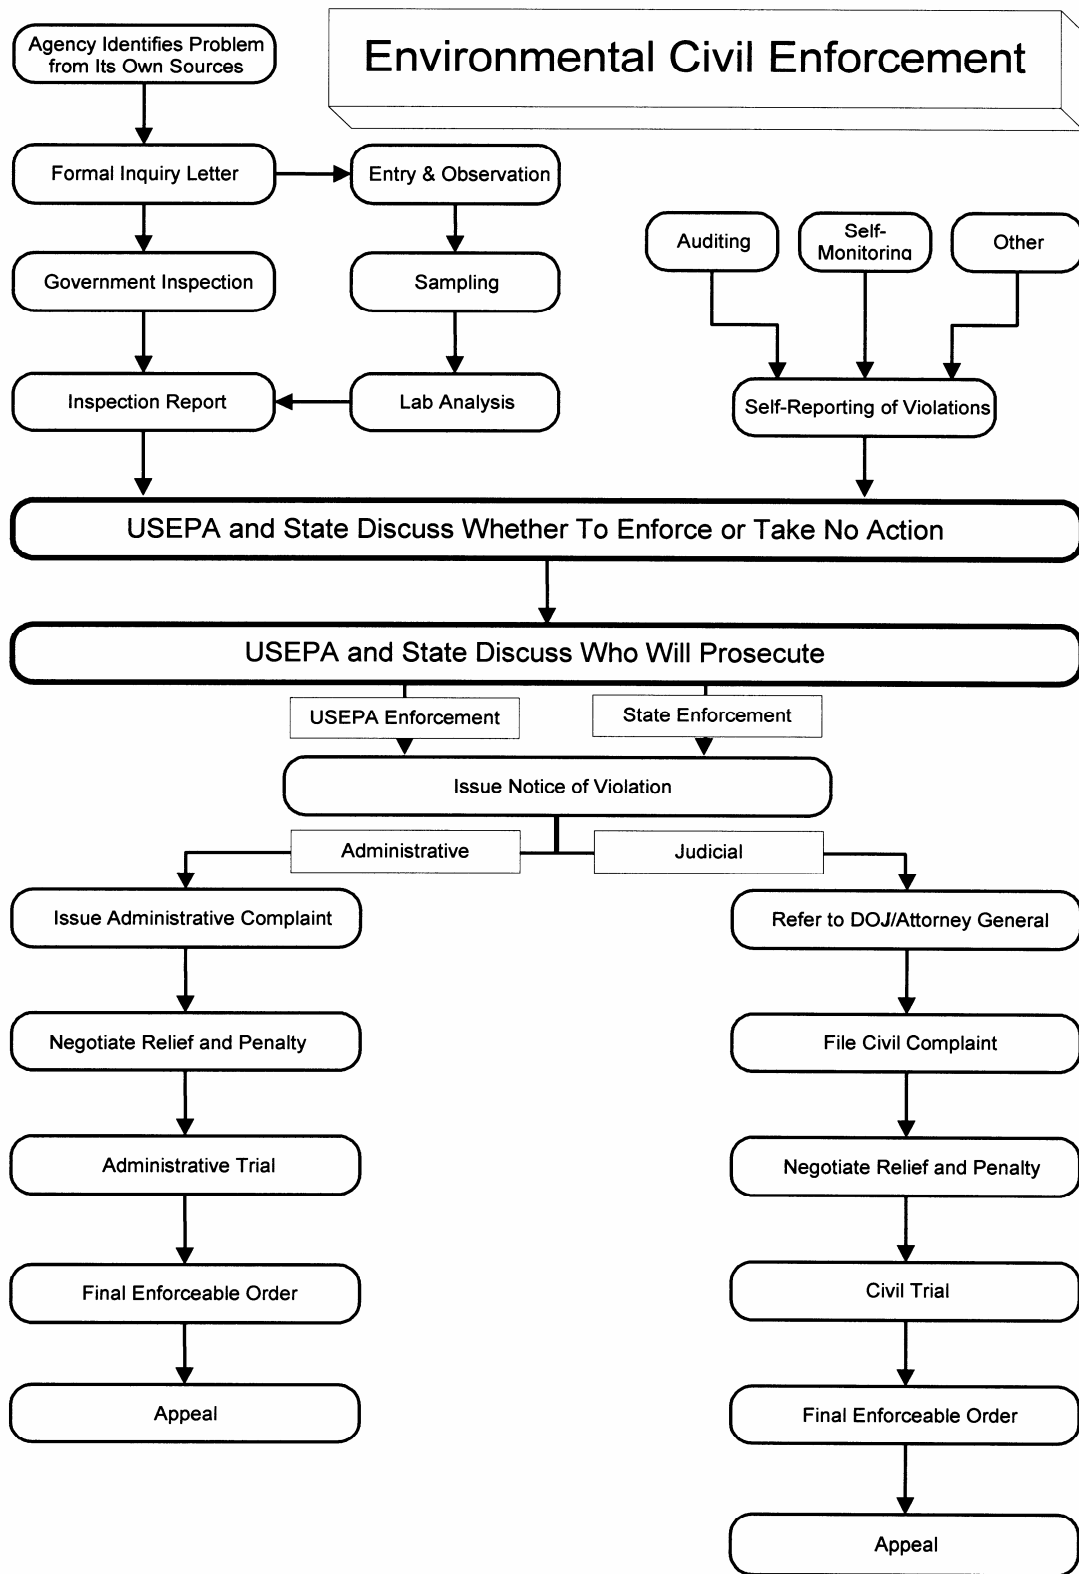 Environmental Civil Enforcement
Agency Identifies Problem
from Its Own Sources
Formal Inquiry Letter
Entry & Observation
Auditing
Self-
Monitoring
Other
Government Inspection
Sampling
Inspection Report
Lab Analysis
Self-Reporting of Violations
USEPA and State Discuss Whether To Enforce or Take No Action
USEPA and State Discuss Who Will Prosecute
USEPA Enforcement
State Enforcement
Issue Notice of Violation
Administrative
Judicial
Issue Administrative Complaint
Refer to DOJ/Attorney General
Negotiate Relief and Penalty
File Civil Complaint
Administrative Trial
Negotiate Relief and Penalty
Final Enforceable Order
Civil Trial
Appeal
Final Enforceable Order
Appeal